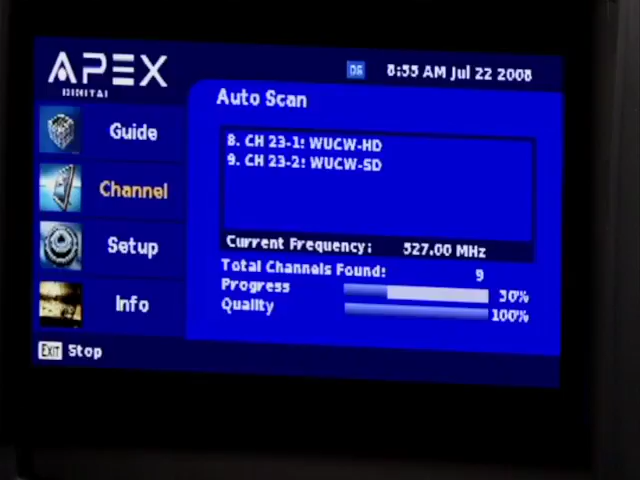 APEX
DIGITAL
8:55 AM Jul 22 2008
Auto Scan
Guide
Channel
Setup
Info
8. CH 23-1: WUCW-HD
9. CH 23-2: WUCW-SD
Current Frequency: 527.00 MHz
Total Channels Found: 9
Progress 30%
Quality 100%
EXIT Stop